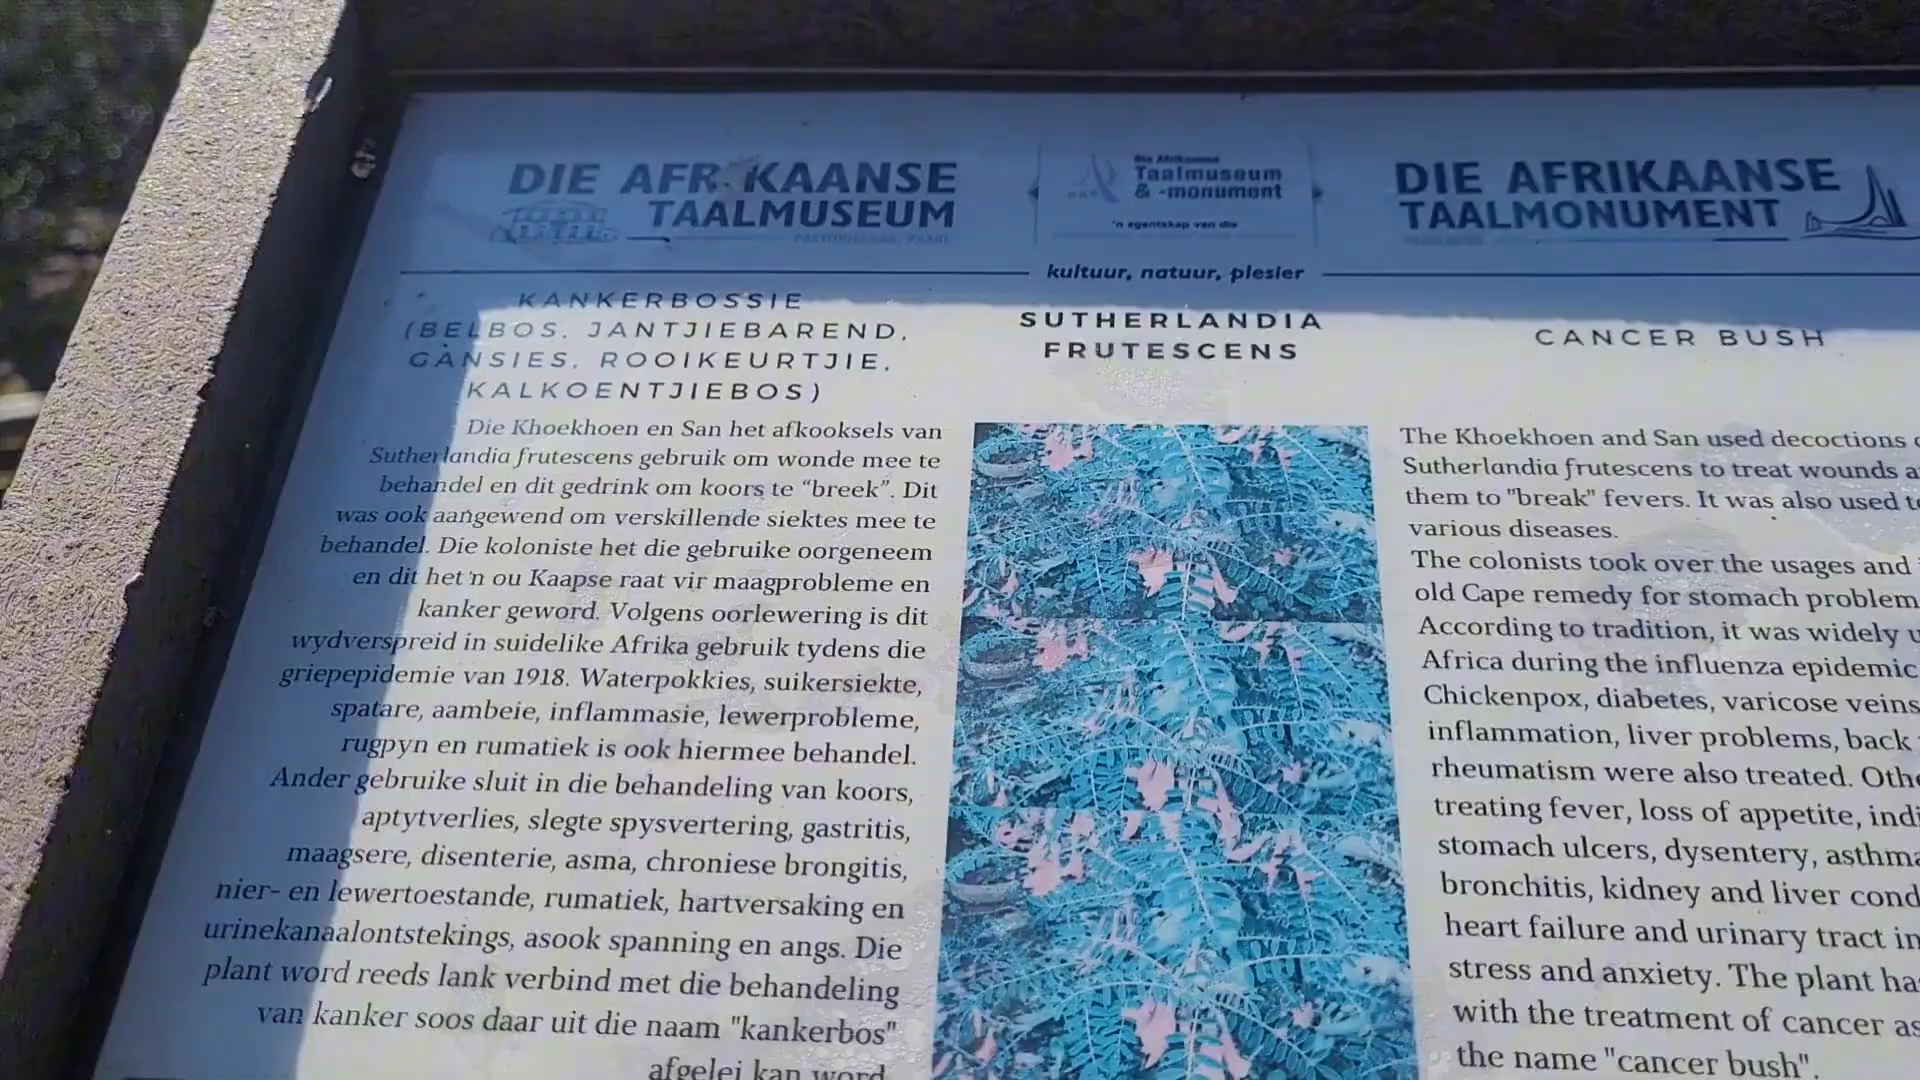 DIE AFRIKAANSE
TAALMUSEUM
Die Afrikaanse
Taalmuseum
& -monument
'n agentskap van die
DIE AFRIKAANSE
TAALMONUMENT
kultuur, natuur, plesier
KANKERBOSSIE
(BELBOS, JANTJIEBAREND,
GANSIES, ROOIKEURTJIE,
KALKOENTJIEBOS)
Die Khoekhoen en San het afkooksels van
Sutherlandia frutescens gebruik om wonde mee te
behandel en dit gedrink om koors te “breek”. Dit
was ook aangewend om verskillende siektes mee te
behandel. Die koloniste het die gebruike oorgeneem
en dit het 'n ou Kaapse raat vir maagprobleme en
kanker geword. Volgens oorlewering is dit
wydverspreid in suidelike Afrika gebruik tydens die
griepepidemie van 1918. Waterpokkies, suikersiekte,
spatare, aambeie, inflammasie, lewerprobleme,
rugpyn en rumatiek is ook hiermee behandel.
Ander gebruike sluit in die behandeling van koors,
aptytverlies, slegte spysvertering, gastritis,
maagsere, disenterie, asma, chroniese brongitis,
nier- en lewertoestande, rumatiek, hartversaking en
urinekanaalontstekings, asook spanning en angs. Die
plant word reeds lank verbind met die behandeling
van kanker soos daar uit die naam "kankerbos"
afgelei kan word.
SUTHERLANDIA
FRUTESCENS
CANCER BUSH
The Khoekhoen and San used decoctions
Sutherlandia frutescens to treat wounds
them to "break" fevers. It was also used
various diseases.
The colonists took over the usages and
old Cape remedy for stomach problem
According to tradition, it was widely
Africa during the influenza epidemic
Chickenpox, diabetes, varicose veins
inflammation, liver problems, back
rheumatism were also treated.
treating fever, loss of appetite,
stomach ulcers, dysentery, asthma
bronchitis, kidney and liver cond
heart failure and urinary tract
stress and anxiety. The plant
with the treatment of cancer
the name "cancer bush".